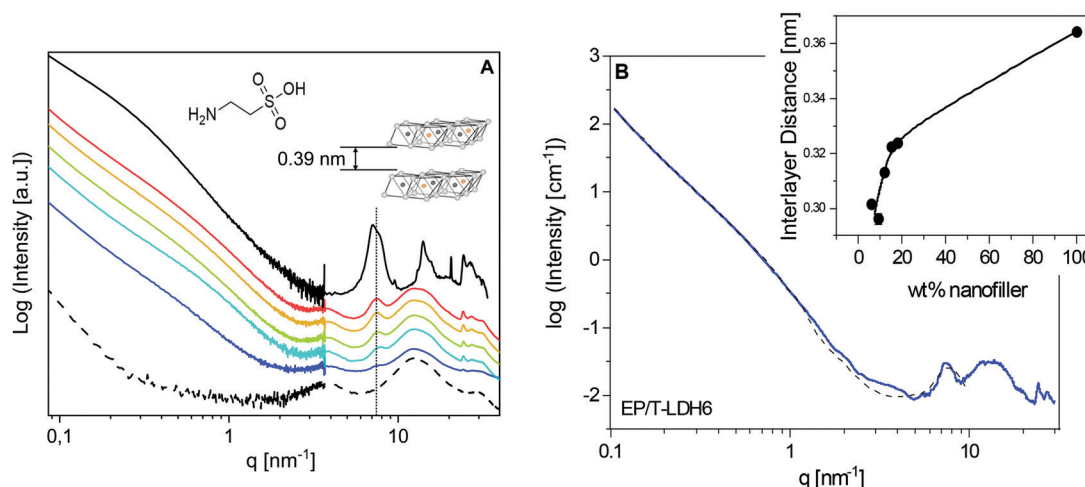 A
O
OH
S
H₂N
O
0.39 nm
Log (Intensity [a.u.])
0,1
1
10
q [nm⁻¹]
B
3
2
1
0
-1
-2
log (Intensity [cm⁻¹])
EP/T-LDH6
0.1
1
10
q [nm⁻¹]
Interlayer Distance [nm]
0.36
0.34
0.32
0.30
0 20 40 60 80 100
wt% nanofiller